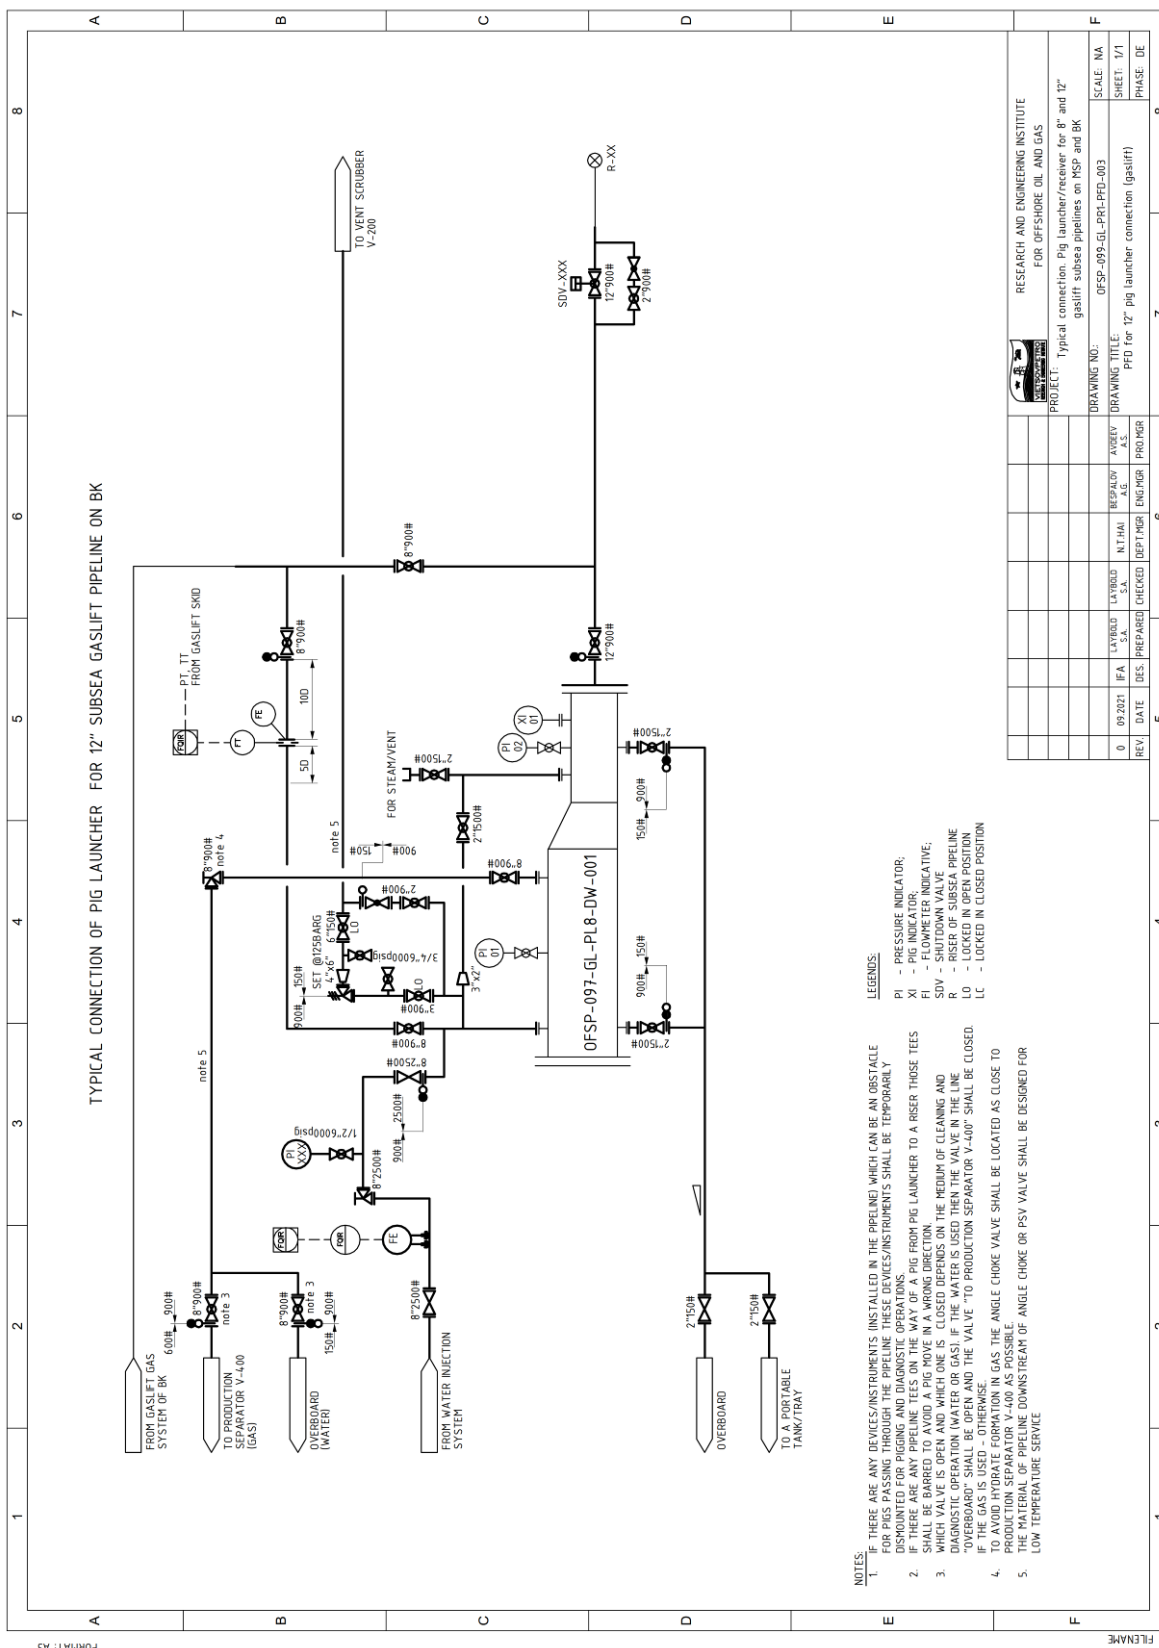 TYPICAL CONNECTION OF PIG LAUNCHER FOR 12" SUBSEA GASLIFT PIPELINE ON BK
1
2
3
4
5
6
7
8
A
B
C
D
E
F
FROM GASLIFT GAS
SYSTEM OF BK
TO PRODUCTION
SEPARATOR V-400
(GAS)
OVERBOARD
(WATER)
FROM WATER INJECTION
SYSTEM
OVERBOARD
TO A PORTABLE
TANK/TRAY
600#
900#
8"900#
note 3
8"900#
note 3
150#
900#
8"2500#
FQIR
FQIR
FE
8"2500#
PI
XXX
1/2"6000psig
8"2500#
900#
2500#
note 5
8"900#
note 4
900#
150#
SET @125BARG
4"x6"
6"150#
LO
3/4"6000psig
3"900#
LO
2"900#
8"900#
3"x2"
note 5
150#
900#
8"900#
2"1500#
FOR STEAM/VENT
2"1500#
PI
01
PI
02
XI
01
OFSP-097-GL-PL8-DW-001
2"1500#
900#
150#
2"1500#
150#
900#
2"150#
2"150#
5D
10D
FQIR
FT
FE
PT, TT
FROM GASLIFT SKID
8"900#
8"900#
12"900#
TO VENT SCRUBBER
V-200
SDV-XXX
12"900#
2"900#
R-XX
NOTES:
1. IF THERE ARE ANY DEVICES/INSTRUMENTS (INSTALLED IN THE PIPELINE) WHICH CAN BE AN OBSTACLE
FOR PIGS PASSING THROUGH THE PIPELINE THESE DEVICES/INSTRUMENTS SHALL BE TEMPORARILY
DISMOUNTED FOR PIGGING AND DIAGNOSTIC OPERATIONS.
2. IF THERE ARE ANY PIPELINE TEES ON THE WAY OF A PIG FROM PIG LAUNCHER TO A RISER THOSE TEES
SHALL BE BARRED TO AVOID A PIG MOVE IN A WRONG DIRECTION.
3. WHICH VALVE IS OPEN AND WHICH ONE IS CLOSED DEPENDS ON THE MEDIUM OF CLEANING AND
DIAGNOSTIC OPERATION (WATER OR GAS). IF THE WATER IS USED THEN THE VALVE IN THE LINE
"OVERBOARD" SHALL BE OPEN AND THE VALVE "TO PRODUCTION SEPARATOR V-400" SHALL BE CLOSED.
IF THE GAS IS USED - OTHERWISE.
4. TO AVOID HYDRATE FORMATION IN GAS THE ANGLE CHOKE VALVE SHALL BE LOCATED AS CLOSE TO
PRODUCTION SEPARATOR V-400 AS POSSIBLE.
5. THE MATERIAL OF PIPELINE DOWNSTREAM OF ANGLE CHOKE OR PSV VALVE SHALL BE DESIGNED FOR
LOW TEMPERATURE SERVICE
LEGENDS:
PI - PRESSURE INDICATOR;
XI - PIG INDICATOR;
FI - FLOWMETER INDICATIVE;
SDV - SHUTDOWN VALVE
R - RISER OF SUBSEA PIPELINE
LO - LOCKED IN OPEN POSITION
LC - LOCKED IN CLOSED POSITION
VIETSOVPETRO
RESEARCH AND ENGINEERING INSTITUTE
FOR OFFSHORE OIL AND GAS
PROJECT: Typical connection. Pig launcher/receiver for 8" and 12"
gaslift subsea pipelines on MSP and BK
DRAWING NO.: OFSP-099-GL-PR1-PFD-003
SCALE: NA
DRAWING TITLE: PFD for 12" pig launcher connection (gaslift)
SHEET: 1/1
PHASE: DE
0 09.2021 IFA LAYBOLD S.A. LAYBOLD S.A. N.T.HAI BESPALOV A.G. AVDEEV A.S.
REV. DATE DES. PREPARED CHECKED DEPT.MGR ENG.MGR PRO.MGR
FORMAT: A3
FILENAME